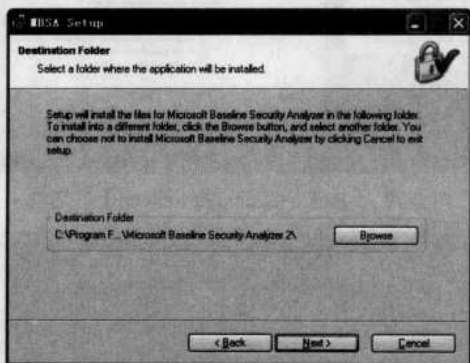 MBSA Setup
Destination Folder
Select a folder where the application will be installed.
Setup will install the files for Microsoft Baseline Security Analyzer in the following folder.
To install into a different folder, click the Browse button, and select another folder. You
can choose not to install Microsoft Baseline Security Analyzer by clicking Cancel to exit
setup.
Destination Folder
C:\Program F...\Microsoft Baseline Security Analyzer 2\
Browse
< Back
Next >
Cancel